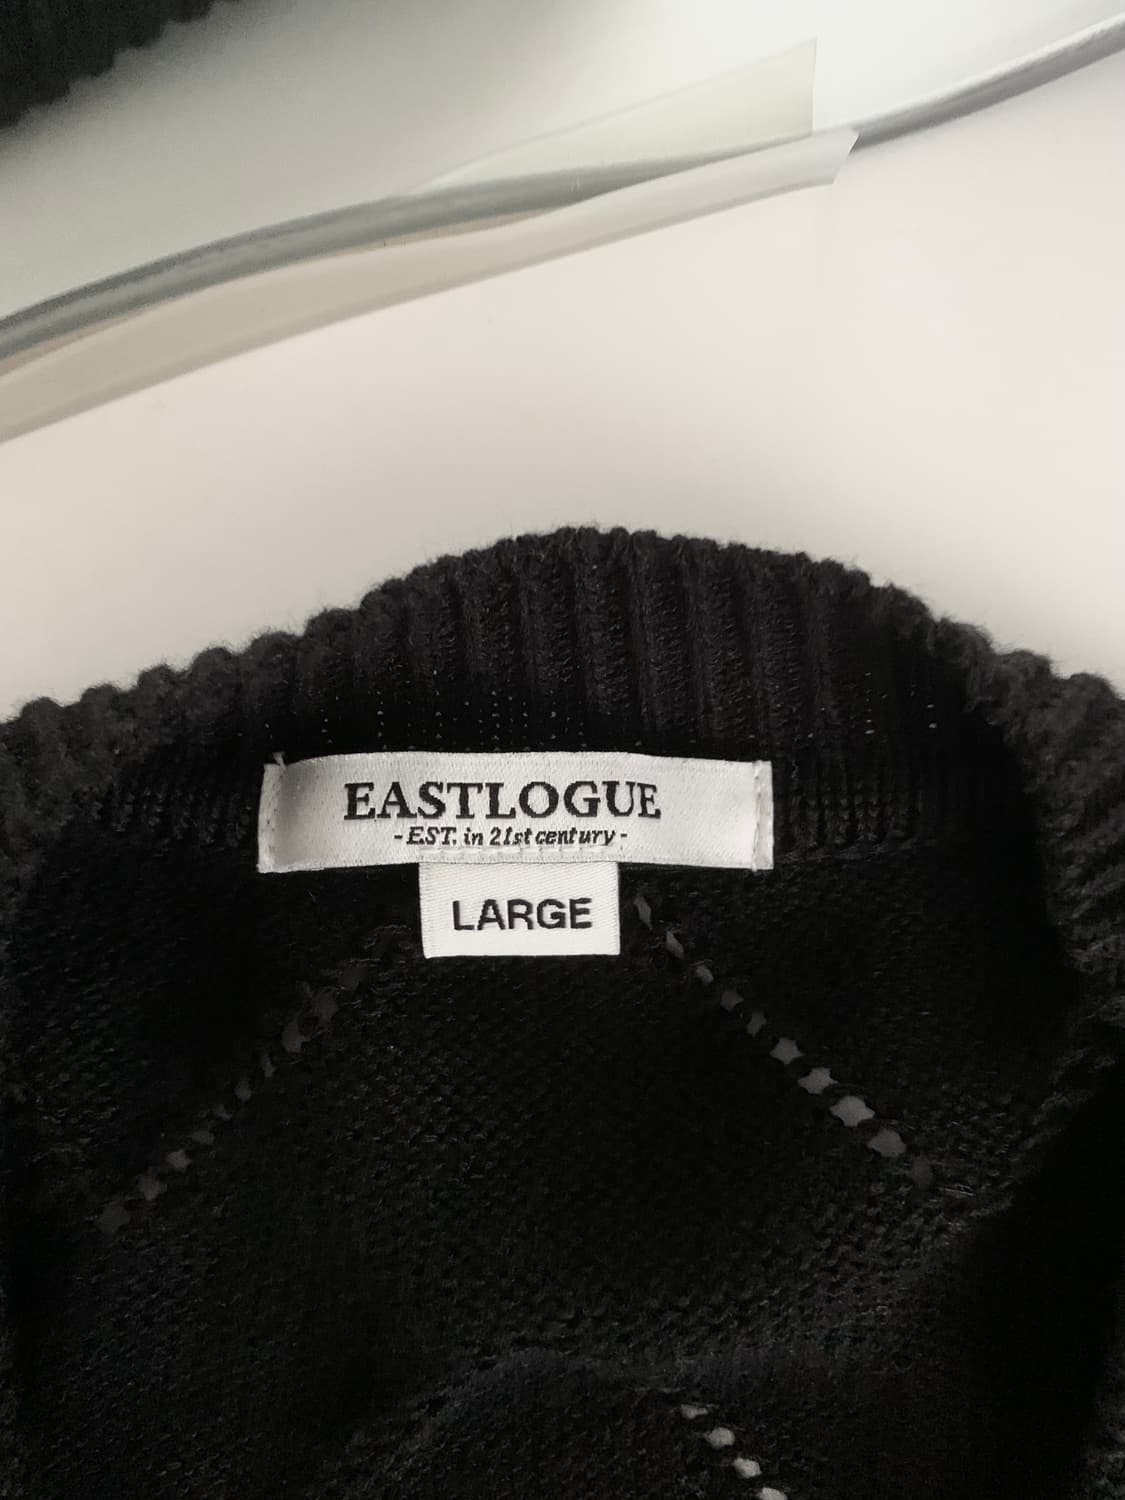 EASTLOGUE
-EST. in 21st century-
LARGE